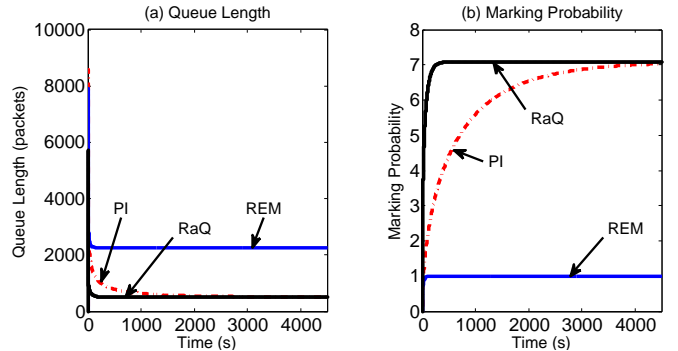 (a) Queue Length
Queue Length (packets)
10000
8000
6000
4000
2000
0
PI
RaQ
REM
0 1000 2000 3000 4000
Time (s)
(b) Marking Probability
Marking Probability
8
7
6
5
4
3
2
1
0
RaQ
PI
REM
0 1000 2000 3000 4000
Time (s)